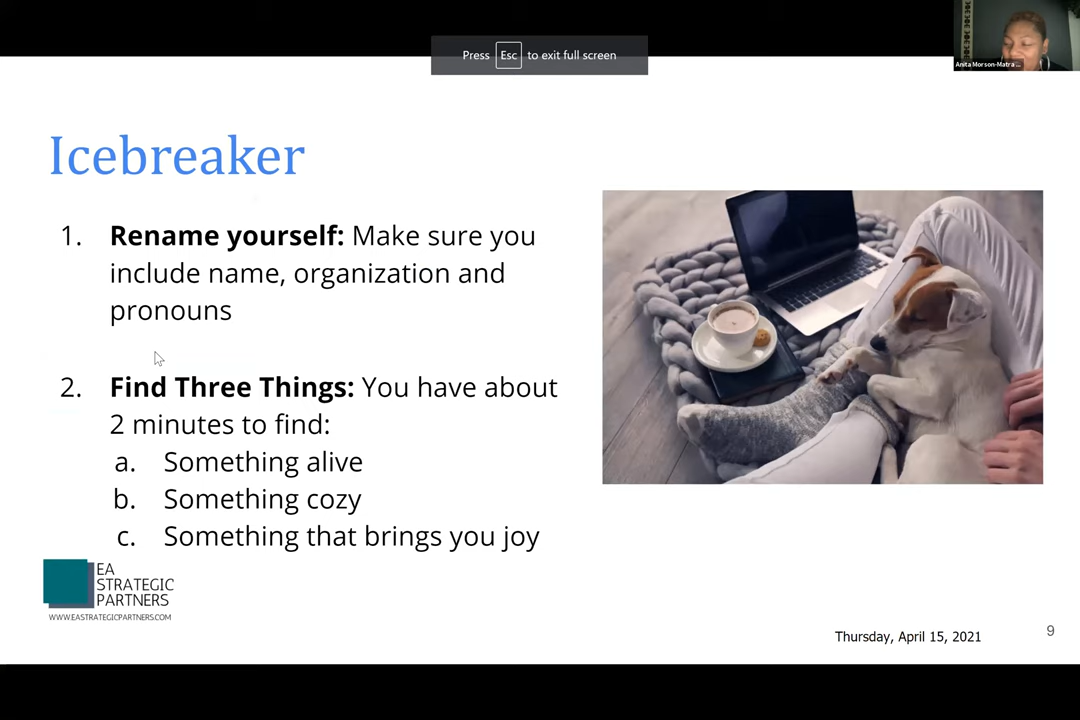 Press Esc to exit full screen
Anita Morson-Matra ...
Icebreaker
1. Rename yourself: Make sure you
include name, organization and
pronouns
2. Find Three Things: You have about
2 minutes to find:
a. Something alive
b. Something cozy
c. Something that brings you joy
EA
STRATEGIC
PARTNERS
WWW.EASTRATEGICPARTNERS.COM
Thursday, April 15, 2021
9